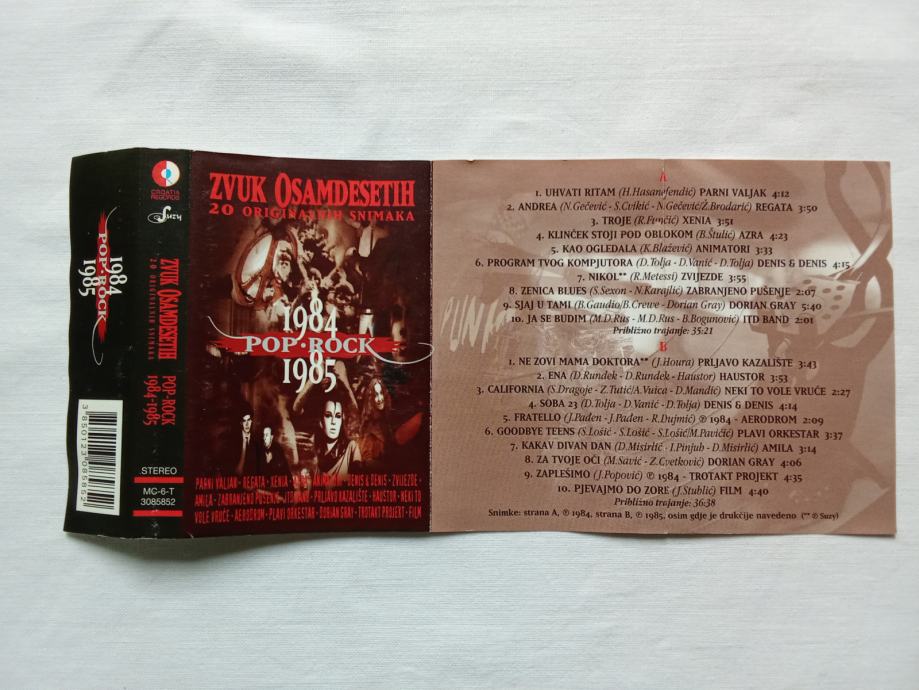 1984
POP·ROCK
1985
3850123085852
CROATIA
RECORDS
Suzy
ZVUK OSAMDESETIH
20 ORIGINALNIH SNIMAKA
POP-ROCK
1984-1985
STEREO
MC-6-T
3085852
ZVUK OSAMDESETIH
20 ORIGINALNIH SNIMAKA
1984
POP·ROCK
1985
PARNI VALJAK · REGATA · XENIA · ANIMATORI · DENIS & DENIS · ZVIJEZDE ·
AMILA · ZABRANJENO PUŠENJE · ITD BAND · PRLJAVO KAZALIŠTE · HAUSTOR · NEKI TO
VOLE VRUĆE · AERODROM · PLAVI ORKESTAR · DORIAN GRAY · TROTAKT PROJEKT · FILM
A
1. UHVATI RITAM (H.Hasanefendić) PARNI VALJAK 4:12
2. ANDREA (N.Gečević - S.Cvikić - N.Gečević/Ž.Brodarić) REGATA 3:50
3. TROJE (R.Funčić) XENIA 3:51
4. KLINČEK STOJI POD OBLOKOM (B.Štulić) AZRA 4:23
5. KAO OGLEDALA (K.Blažević) ANIMATORI 3:33
6. PROGRAM TVOG KOMPJUTORA (D.Tolja - D.Vanić - D.Tolja) DENIS & DENIS 4:15
7. NIKOL** (R.Metessi) ZVIJEZDE 3:55
8. ZENICA BLUES (S.Sexon - N.Karajlić) ZABRANJENO PUŠENJE 2:07
9. SJAJ U TAMI (B.Gaudio/B.Crewe - Dorian Gray) DORIAN GRAY 5:40
10. JA SE BUDIM (M.D.Rus - M.D.Rus - B.Bogunović) ITD BAND 2:01
Približno trajanje: 35:21
B
1. NE ZOVI MAMA DOKTORA** (J.Houra) PRLJAVO KAZALIŠTE 3:43
2. ENA (D.Rundek - D.Rundek - Haustor) HAUSTOR 3:53
3. CALIFORNIA (S.Dragoje - Z.Tutić/A.Vuica - D.Mandić) NEKI TO VOLE VRUĆE 2:27
4. SOBA 23 (D.Tolja - D.Vanić - D.Tolja) DENIS & DENIS 4:14
5. FRATELLO (J.Pađen - J.Pađen - R.Dujmić) ℗ 1984 - AERODROM 2:09
6. GOODBYE TEENS (S.Lošić - S.Lošić - S.Lošić/M.Pavičić) PLAVI ORKESTAR 3:37
7. KAKAV DIVAN DAN (D.Misirlić - I.Pinjuh - D.Misirlić) AMILA 3:14
8. ZA TVOJE OČI (M.Savić - Z.Cvetković) DORIAN GRAY 4:06
9. ZAPLEŠIMO (J.Popović) ℗ 1984 - TROTAKT PROJEKT 4:35
10. PJEVAJMO DO ZORE (J.Stublić) FILM 4:40
Približno trajanje: 36:38
Snimke: strana A, ℗ 1984, strana B, ℗ 1985, osim gdje je drukčije navedeno (** ℗ Suzy)